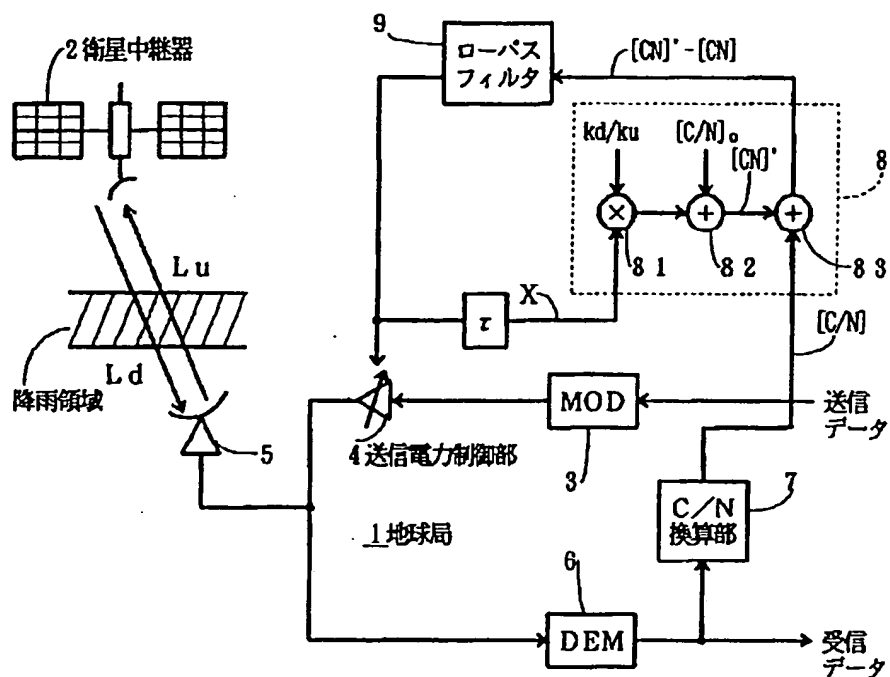 9
ローパス
フィルタ
[CN]'-[CN]
2衛星中継器
kd/ku
[C/N]₀
[CN]'
8
×
+
+
81
82
83
Lu
X
τ
[C/N]
Ld
降雨領域
MOD
送信
データ
5
4送信電力制御部
3
C/N
換算部
7
1地球局
6
DEM
受信
データ